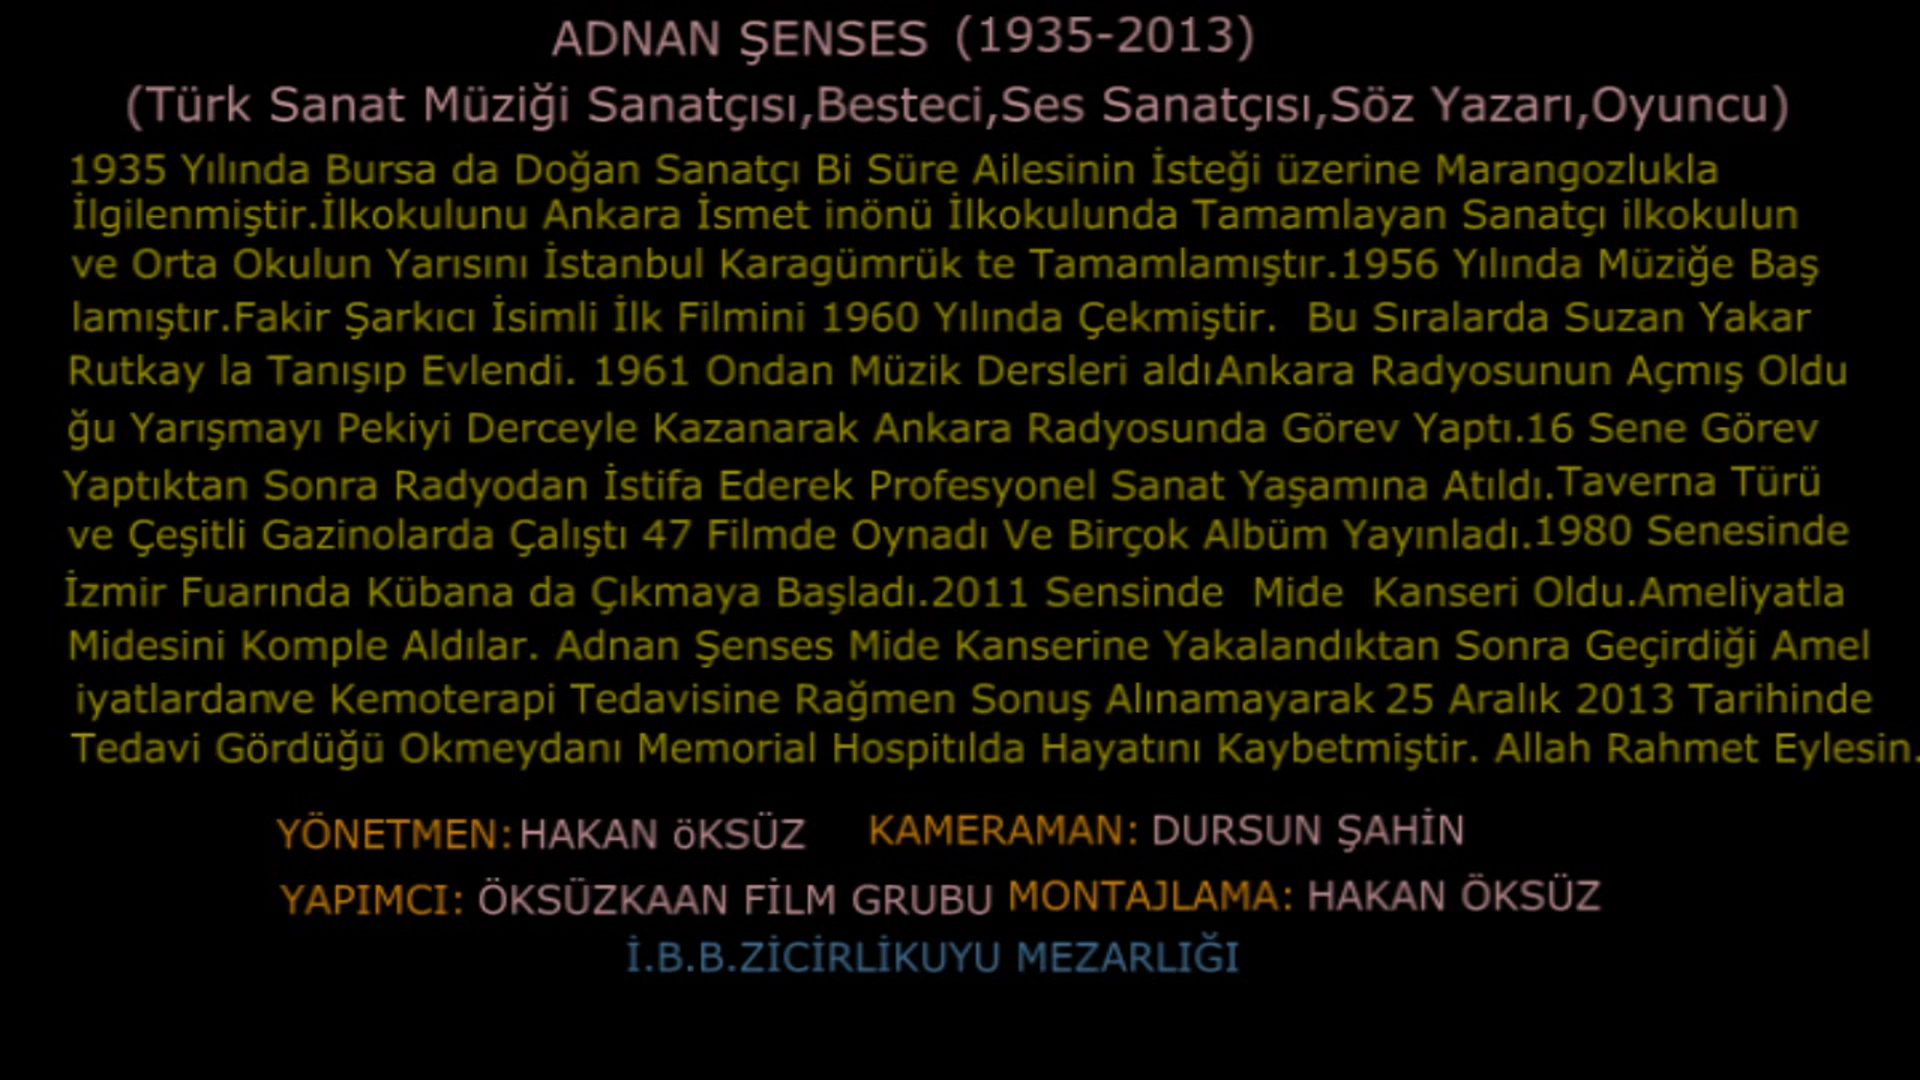 ADNAN ŞENSES (1935-2013)
(Türk Sanat Müziği Sanatçısı,Besteci,Ses Sanatçısı,Söz Yazarı,Oyuncu)
1935 Yılında Bursa da Doğan Sanatçı Bi Süre Ailesinin İsteği üzerine Marangozlukla
İlgilenmiştir.İlkokulunu Ankara İsmet inönü İlkokulunda Tamamlayan Sanatçı ilkokulun
ve Orta Okulun Yarısını İstanbul Karagümrük te Tamamlamıştır.1956 Yılında Müziğe Baş
lamıştır.Fakir Şarkıcı İsimli İlk Filmini 1960 Yılında Çekmiştir. Bu Sıralarda Suzan Yakar
Rutkay la Tanışıp Evlendi. 1961 Ondan Müzik Dersleri aldı.Ankara Radyosunun Açmış Oldu
ğu Yarışmayı Pekiyi Derceyle Kazanarak Ankara Radyosunda Görev Yaptı.16 Sene Görev
Yaptıktan Sonra Radyodan İstifa Ederek Profesyonel Sanat Yaşamına Atıldı.Taverna Türü
ve Çeşitli Gazinolarda Çalıştı 47 Filmde Oynadı Ve Birçok Albüm Yayınladı.1980 Senesinde
İzmir Fuarında Kübana da Çıkmaya Başladı.2011 Sensinde Mide Kanseri Oldu.Ameliyatla
Midesini Komple Aldılar. Adnan Şenses Mide Kanserine Yakalandıktan Sonra Geçirdiği Amel
iyatlardanve Kemoterapi Tedavisine Rağmen Sonuş Alınamayarak 25 Aralık 2013 Tarihinde
Tedavi Gördüğü Okmeydanı Memorial Hospitılda Hayatını Kaybetmiştir. Allah Rahmet Eylesin.
YÖNETMEN: HAKAN öKSÜZ KAMERAMAN: DURSUN ŞAHİN
YAPIMCI: ÖKSÜZKAAN FİLM GRUBU MONTAJLAMA: HAKAN ÖKSÜZ
İ.B.B.ZİCİRLİKUYU MEZARLIĞI